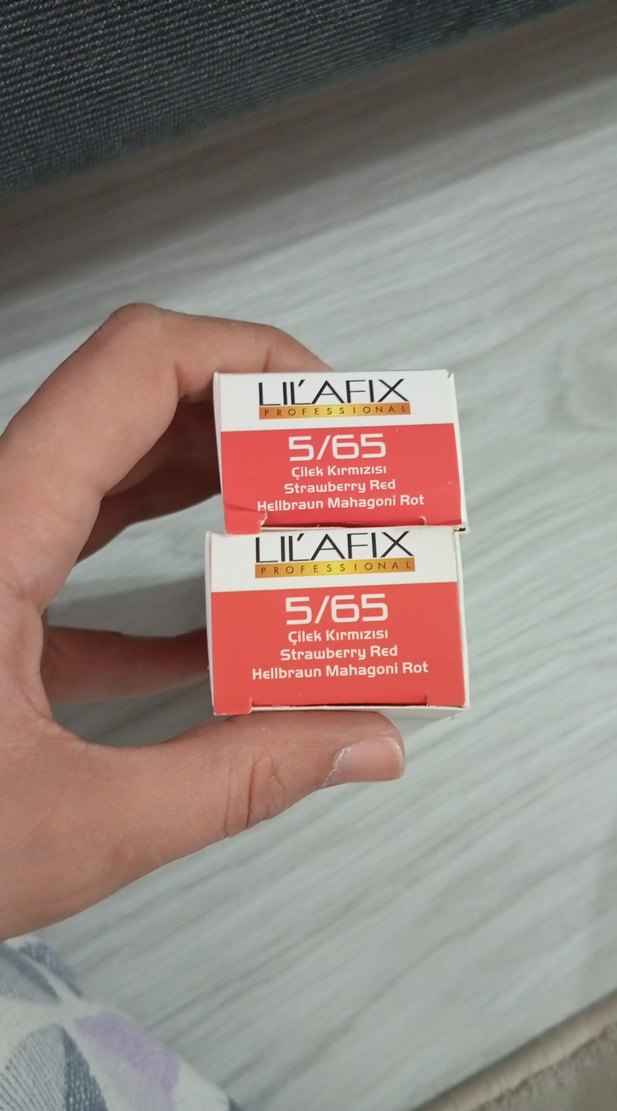 LIL'AFIX
PROFESSIONAL
5/65
Çilek Kırmızısı
Strawberry Red
Hellbraun Mahagoni Rot
LIL'AFIX
PROFESSIONAL
5/65
Çilek Kırmızısı
Strawberry Red
Hellbraun Mahagoni Rot